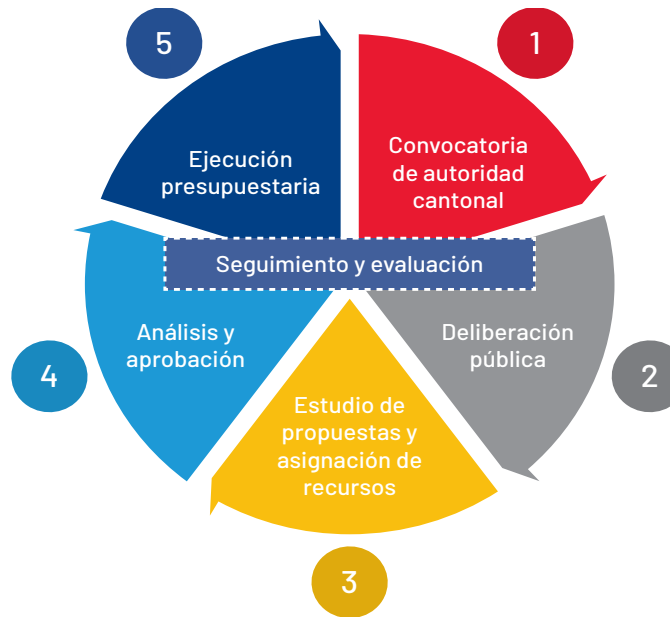 1
Convocatoria
de autoridad
cantonal
2
Deliberación
pública
3
Estudio de
propuestas y
asignación de
recursos
4
Análisis y
aprobación
5
Ejecución
presupuestaria
Seguimiento y evaluación